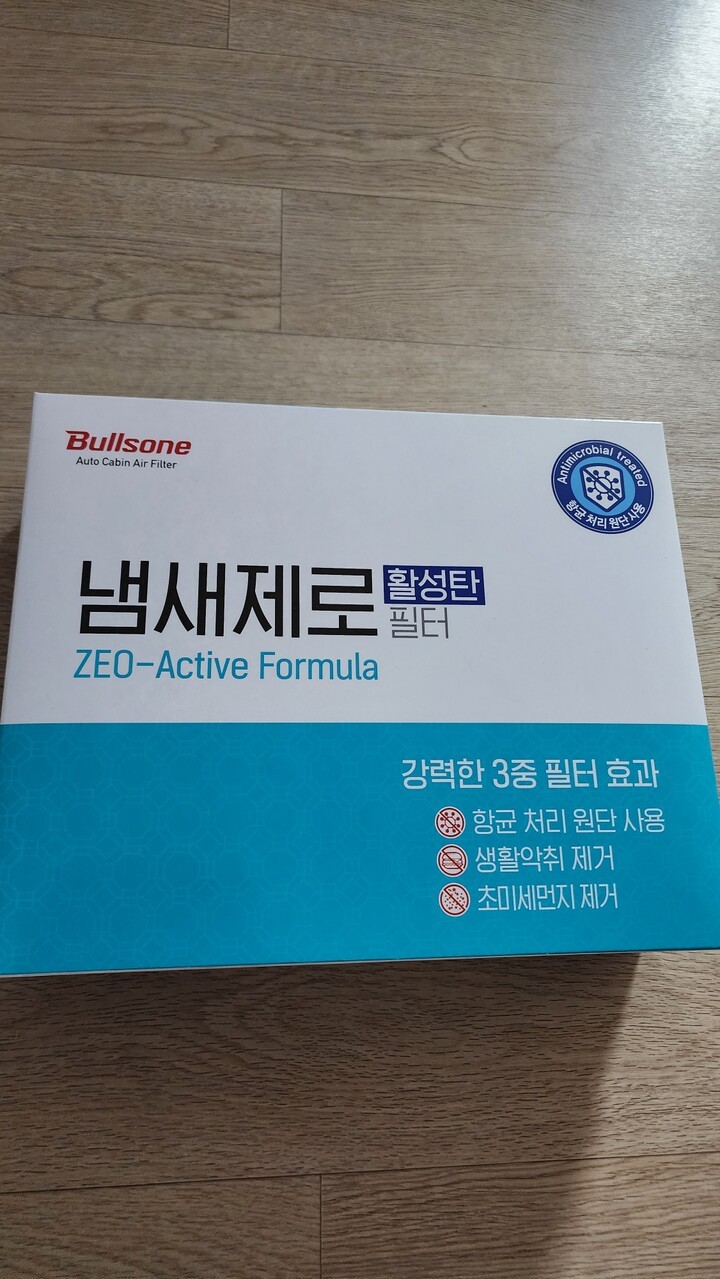 Bullsone
Auto Cabin Air Filter
Antimicrobial treated
항균 처리 원단 사용
냄새제로 활성탄
필터
ZEO-Active Formula
강력한 3중 필터 효과
항균 처리 원단 사용
생활악취 제거
초미세먼지 제거